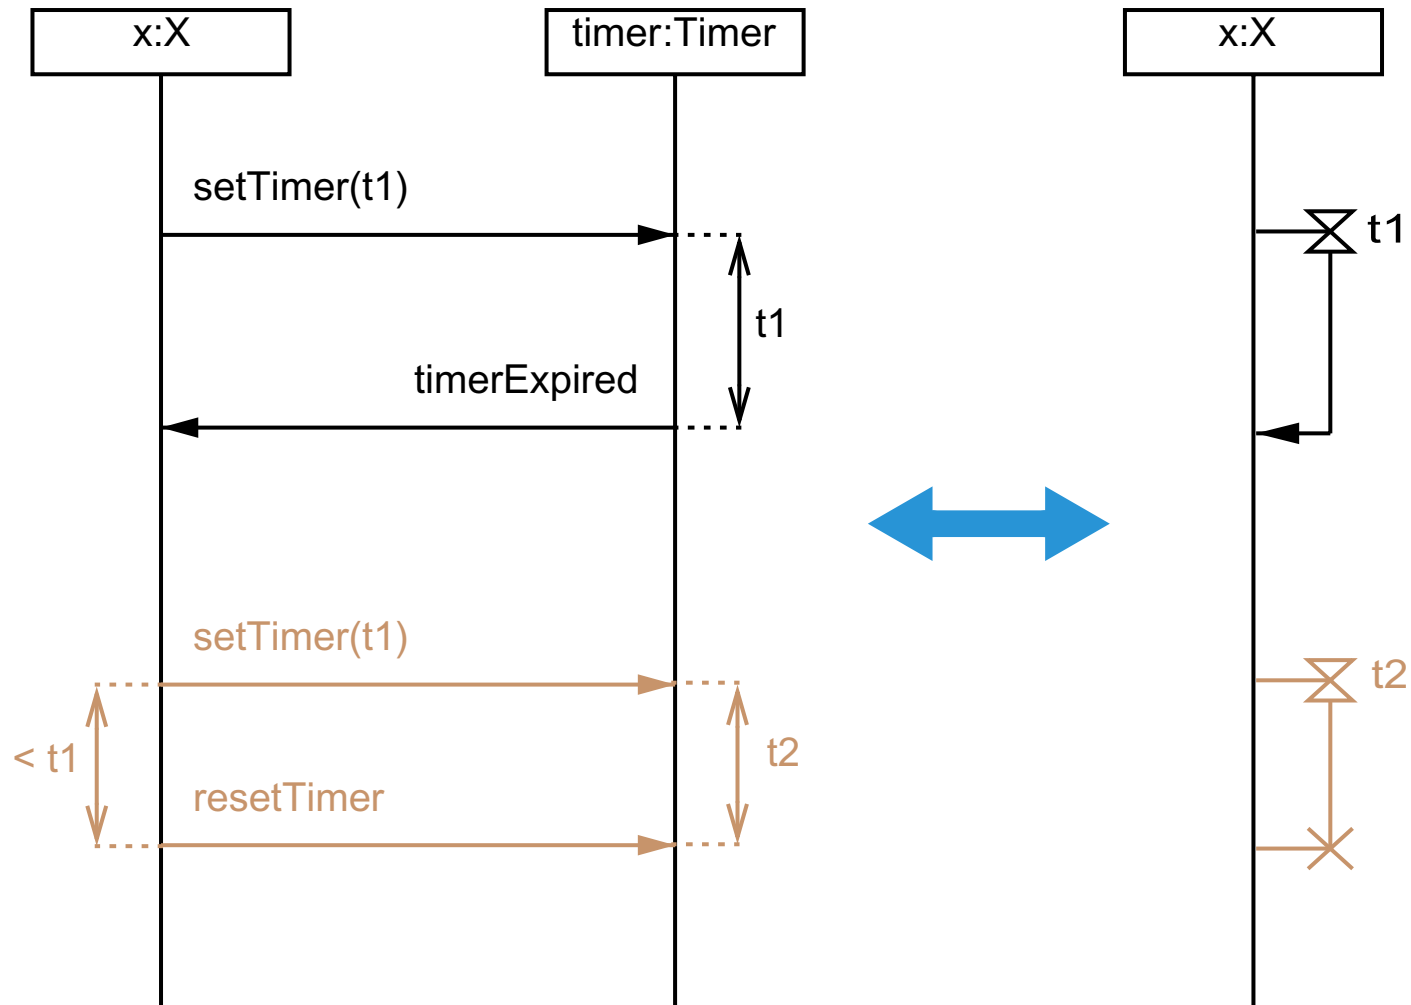 x:X
timer:Timer
x:X
setTimer(t1)
t1
t1
timerExpired
setTimer(t1)
t2
< t1
t2
resetTimer